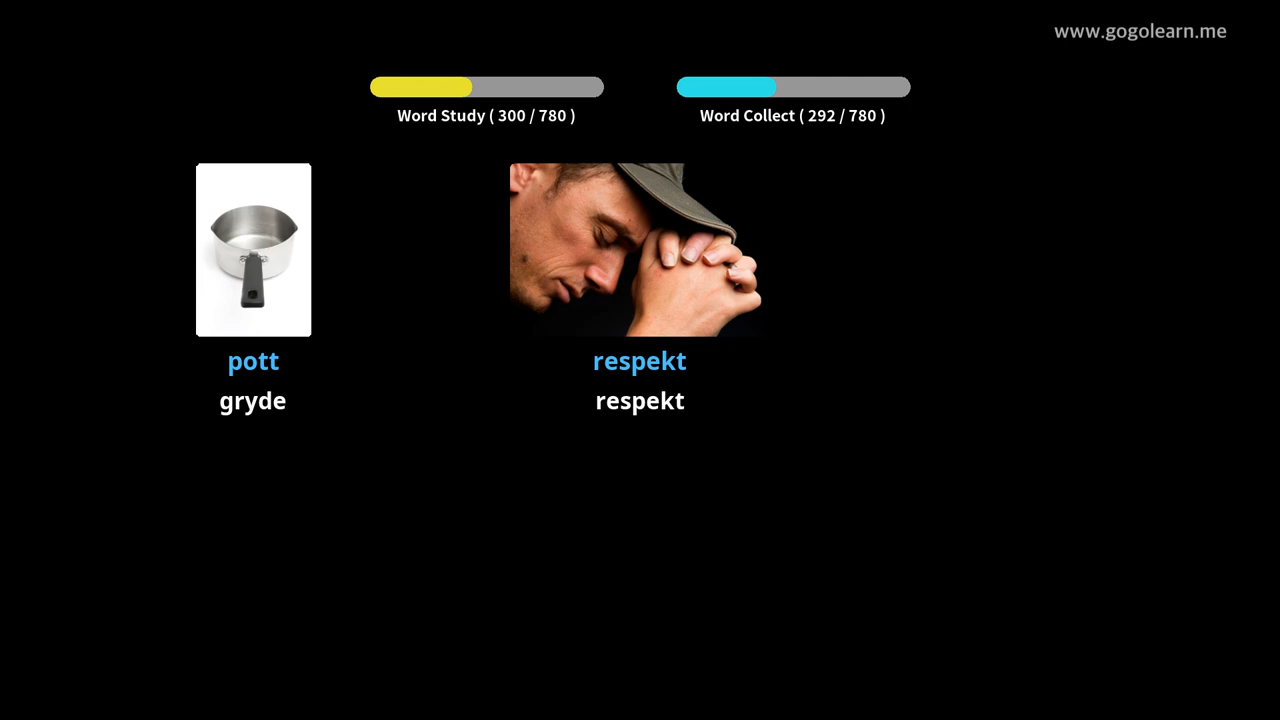 www.gogolearn.me
Word Study ( 300 / 780 )
Word Collect ( 292 / 780 )
pott
gryde
respekt
respekt